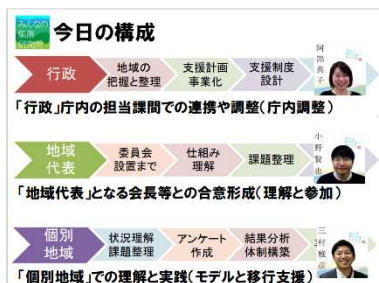 みんなの
集落
今日の構成
行政
地域の
把握と整理
支援計画
事業化
支援制度
設計
阿部典子
「行政」庁内の担当課間での連携や調整(庁内調整)
地域
代表
委員会
設置まで
仕組み
理解
課題整理
小野賢也
「地域代表」となる会長等との合意形成(理解と参加)
個別
地域
状況理解
課題整理
アンケート
作成
結果分析
体制構築
「個別地域」での理解と実践(モデルと移行支援)